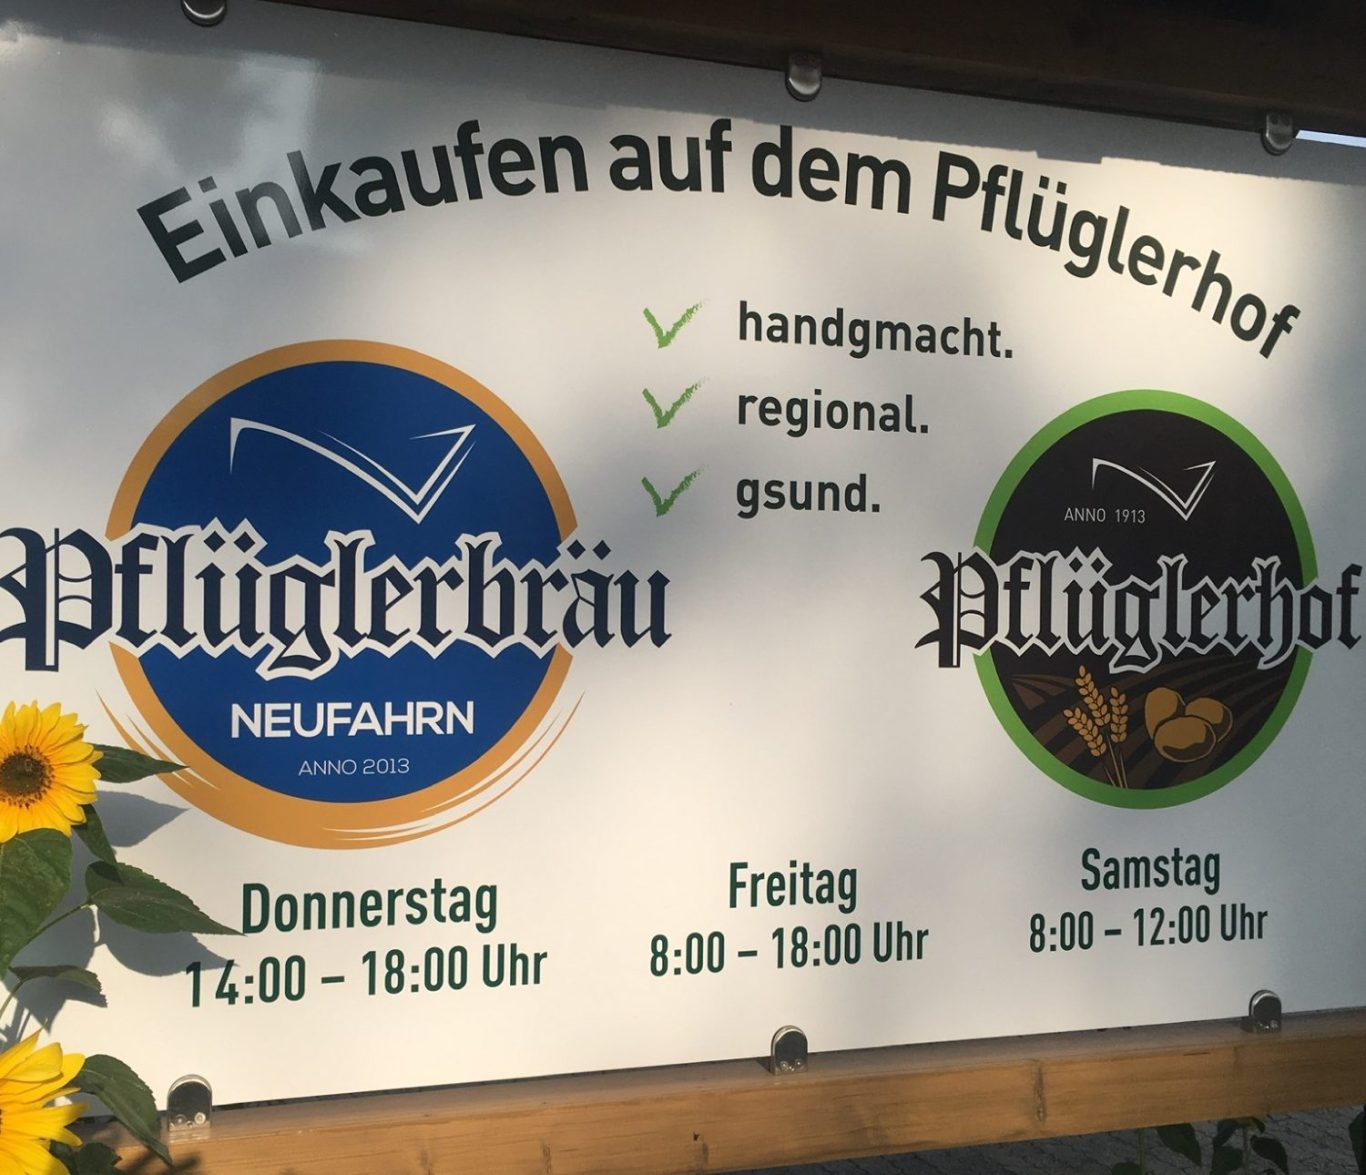 Einkaufen auf dem Pflüglerhof
handgmacht.
regional.
gsund.
Pflüglerbräu
NEUFAHRN
ANNO 2013
ANNO 1913
Pflüglerhof
Donnerstag
14:00 – 18:00 Uhr
Freitag
8:00 – 18:00 Uhr
Samstag
8:00 – 12:00 Uhr